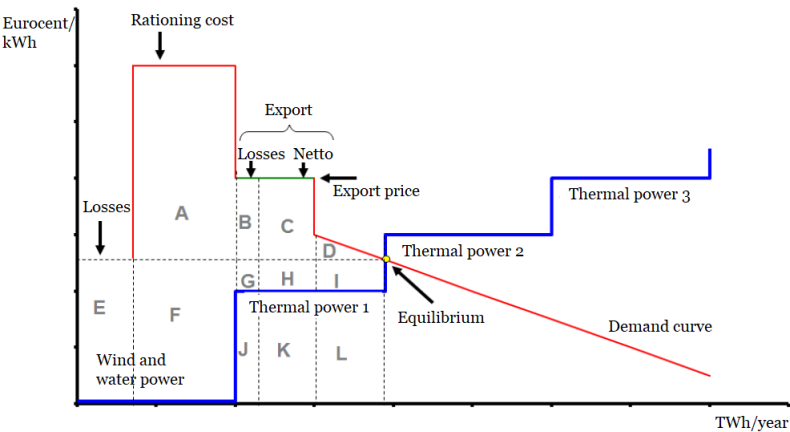 Eurocent/
kWh
Rationing cost
Export
Losses Netto
Export price
Losses
A
B
C
D
Thermal power 3
Thermal power 2
E
F
G
H
I
Thermal power 1
Equilibrium
Demand curve
J
K
L
Wind and
water power
TWh/year